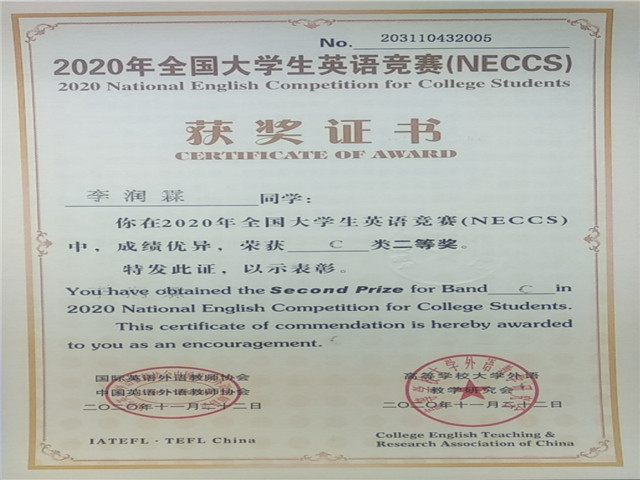 No. 203110432005
2020年全国大学生英语竞赛(NECCS)
2020 National English Competition for College Students
获奖证书
CERTIFICATE OF AWARD
李润霖 同学:
你在2020年全国大学生英语竞赛(NECCS)
中，成绩优异，荣获 C 类二等奖。
特发此证，以示表彰。
You have obtained the Second Prize for Band C in
2020 National English Competition for College Students.
This certificate of commendation is hereby awarded
to you as an encouragement.
国际英语外语教师协会
中国英语外语教师协会
二〇二〇年十一月二十二日
IATEFL · TEFL China
高等学校大学外语
教学研究会
二〇二〇年十一月二十二日
College English Teaching &
Research Association of China